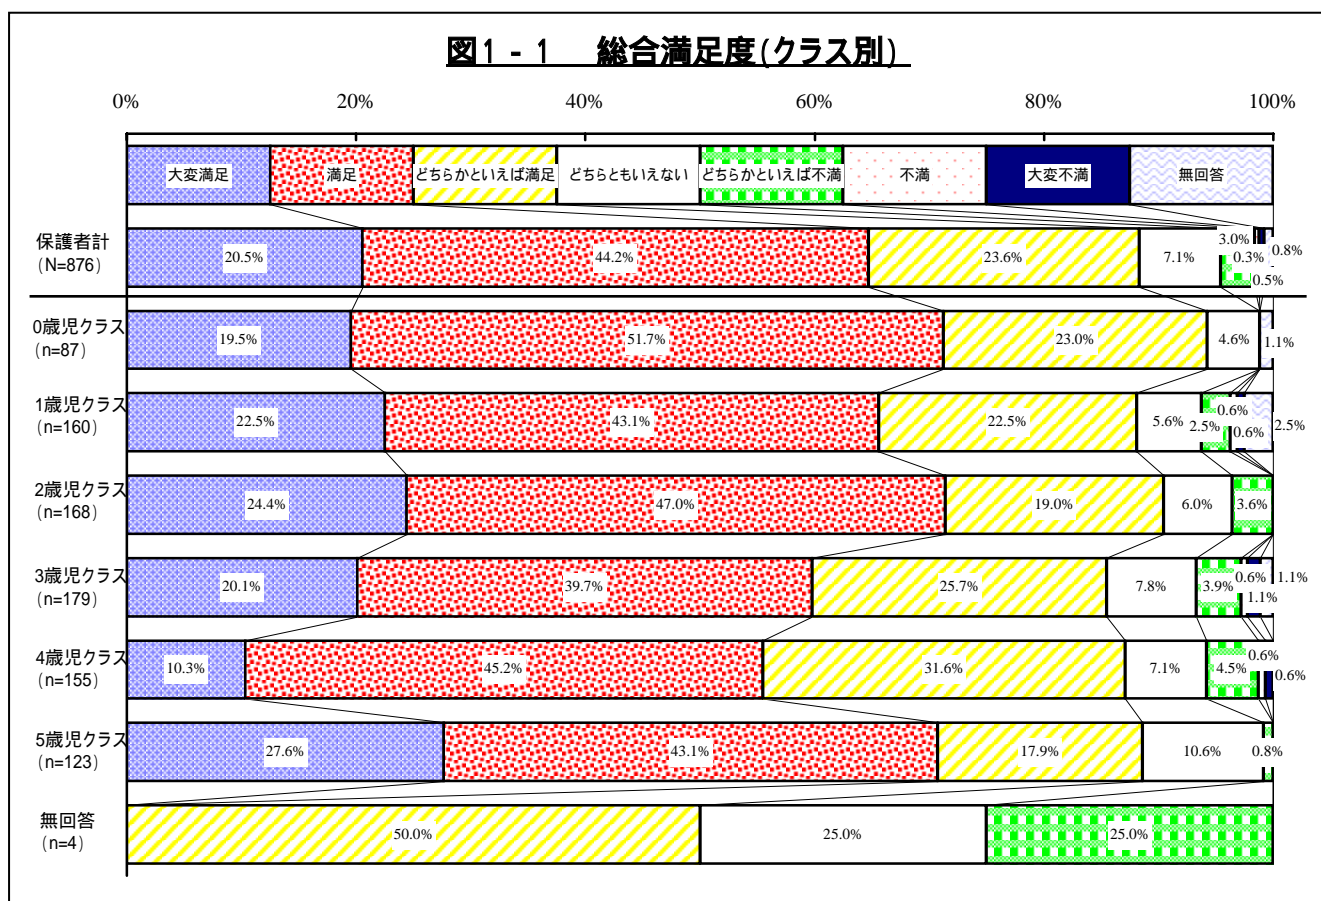 図1-1 総合満足度(クラス別)
0% 20% 40% 60% 80% 100%
大変満足 満足 どちらかといえば満足 どちらともいえない どちらかといえば不満 不満 大変不満 無回答
保護者計
(N=876)
20.5% 44.2% 23.6% 7.1% 3.0% 0.3% 0.5% 0.8%
0歳児クラス
(n=87)
19.5% 51.7% 23.0% 4.6% 1.1%
1歳児クラス
(n=160)
22.5% 43.1% 22.5% 5.6% 2.5% 0.6% 0.6% 2.5%
2歳児クラス
(n=168)
24.4% 47.0% 19.0% 6.0% 3.6%
3歳児クラス
(n=179)
20.1% 39.7% 25.7% 7.8% 3.9% 0.6% 1.1% 1.1%
4歳児クラス
(n=155)
10.3% 45.2% 31.6% 7.1% 4.5% 0.6% 0.6%
5歳児クラス
(n=123)
27.6% 43.1% 17.9% 10.6% 0.8%
無回答
(n=4)
50.0% 25.0% 25.0%